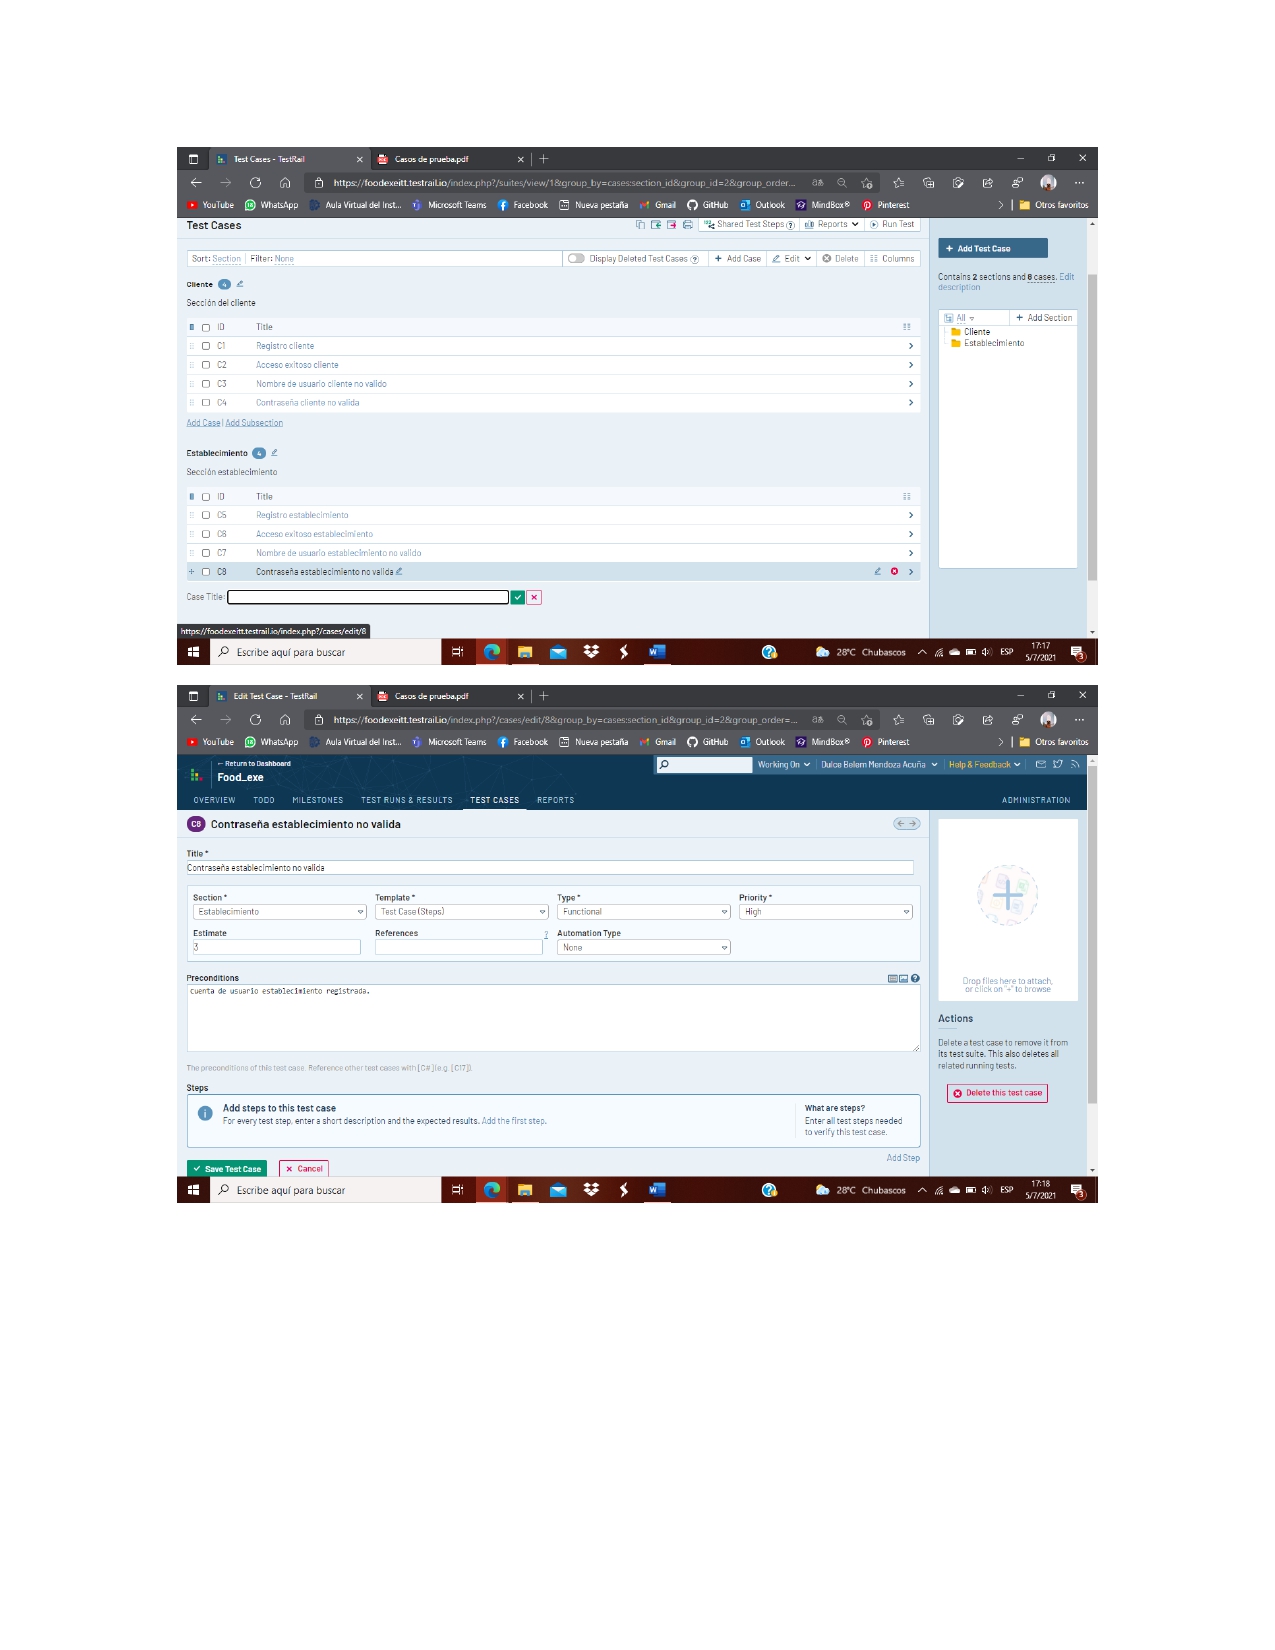 Test Cases - TestRail
Casos de prueba.pdf
https://foodexeitt.testrail.io/index.php?/suites/view/1&group_by=cases:section_id&group_id=2&group_order...
YouTube WhatsApp Aula Virtual del Inst... Microsoft Teams Facebook Nueva pestaña Gmail GitHub Outlook MindBox® Pinterest Otros favoritos
Test Cases
Shared Test Steps Reports Run Test
Sort: Section Filter: None
Display Deleted Test Cases Add Case Edit Delete Columns
Cliente 4
Sección del cliente
ID Title
C1 Registro cliente
C2 Acceso exitoso cliente
C3 Nombre de usuario cliente no valido
C4 Contraseña cliente no valida
Add Case | Add Subsection
Establecimiento 4
Sección establecimiento
ID Title
C5 Registro establecimiento
C6 Acceso exitoso establecimiento
C7 Nombre de usuario establecimiento no valido
C8 Contraseña establecimiento no valida
Case Title:
+ Add Test Case
Contains 2 sections and 8 cases. Edit
description
All + Add Section
Cliente
Establecimiento
https://foodexeitt.testrail.io/index.php?/cases/edit/8
Escribe aquí para buscar
28°C Chubascos
ESP
17:17
5/7/2021
3
Edit Test Case - TestRail
Casos de prueba.pdf
https://foodexeitt.testrail.io/index.php?/cases/edit/8&group_by=cases:section_id&group_id=2&group_order=...
YouTube WhatsApp Aula Virtual del Inst... Microsoft Teams Facebook Nueva pestaña Gmail GitHub Outlook MindBox® Pinterest Otros favoritos
← Return to Dashboard
Food_exe
Working On Dulce Belem Mendoza Acuña Help & Feedback
OVERVIEW TODO MILESTONES TEST RUNS & RESULTS TEST CASES REPORTS ADMINISTRATION
C8 Contraseña establecimiento no valida
Title *
Contraseña establecimiento no valida
Section * Template * Type * Priority *
Establecimiento Test Case (Steps) Functional High
Estimate References ? Automation Type
3 None
Preconditions
cuenta de usuario establecimiento registrada.
The preconditions of this test case. Reference other test cases with [C#] (e.g. [C17]).
Steps
Add steps to this test case
For every test step, enter a short description and the expected results. Add the first step.
What are steps?
Enter all test steps needed
to verify this test case.
Add Step
Save Test Case Cancel
Drop files here to attach,
or click on "+" to browse
Actions
Delete a test case to remove it from
its test suite. This also deletes all
related running tests.
Delete this test case
Escribe aquí para buscar
28°C Chubascos
ESP
17:18
5/7/2021
3